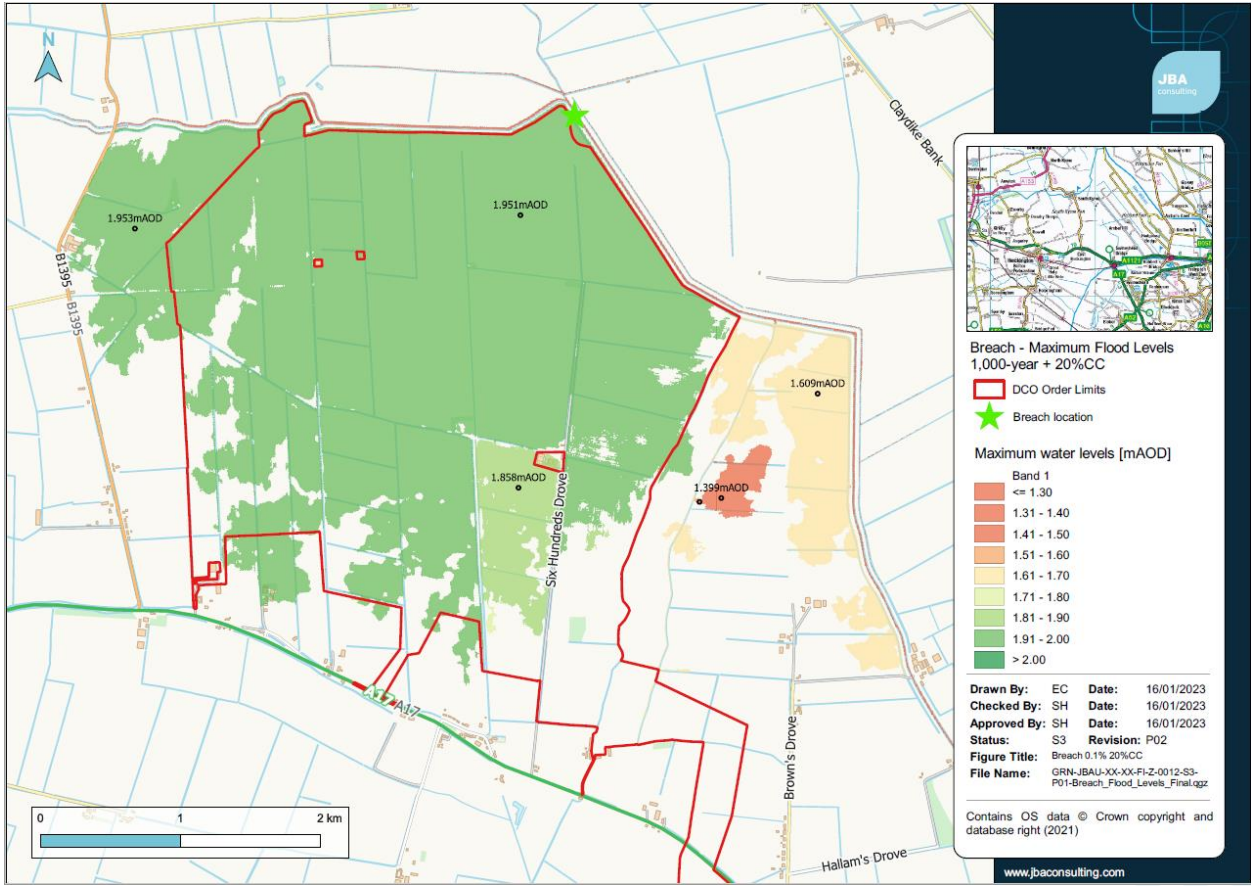 N
Claydike Bank
1.953mAOD
1.951mAOD
B1395
B1395
1.609mAOD
1.858mAOD
1.399mAOD
Six Hundreds Drove
A17
A17
Brown's Drove
Hallam's Drove
0 1 2 km
JBA
consulting
Breach - Maximum Flood Levels
1,000-year + 20%CC
DCO Order Limits
Breach location
Maximum water levels [mAOD]
Band 1
<= 1.30
1.31 - 1.40
1.41 - 1.50
1.51 - 1.60
1.61 - 1.70
1.71 - 1.80
1.81 - 1.90
1.91 - 2.00
> 2.00
Drawn By: EC Date: 16/01/2023
Checked By: SH Date: 16/01/2023
Approved By: SH Date: 16/01/2023
Status: S3 Revision: P02
Figure Title: Breach 0.1% 20%CC
File Name: GRN-JBAU-XX-XX-FI-Z-0012-S3-
P01-Breach_Flood_Levels_Final.qgz
Contains OS data © Crown copyright and
database right (2021)
www.jbaconsulting.com